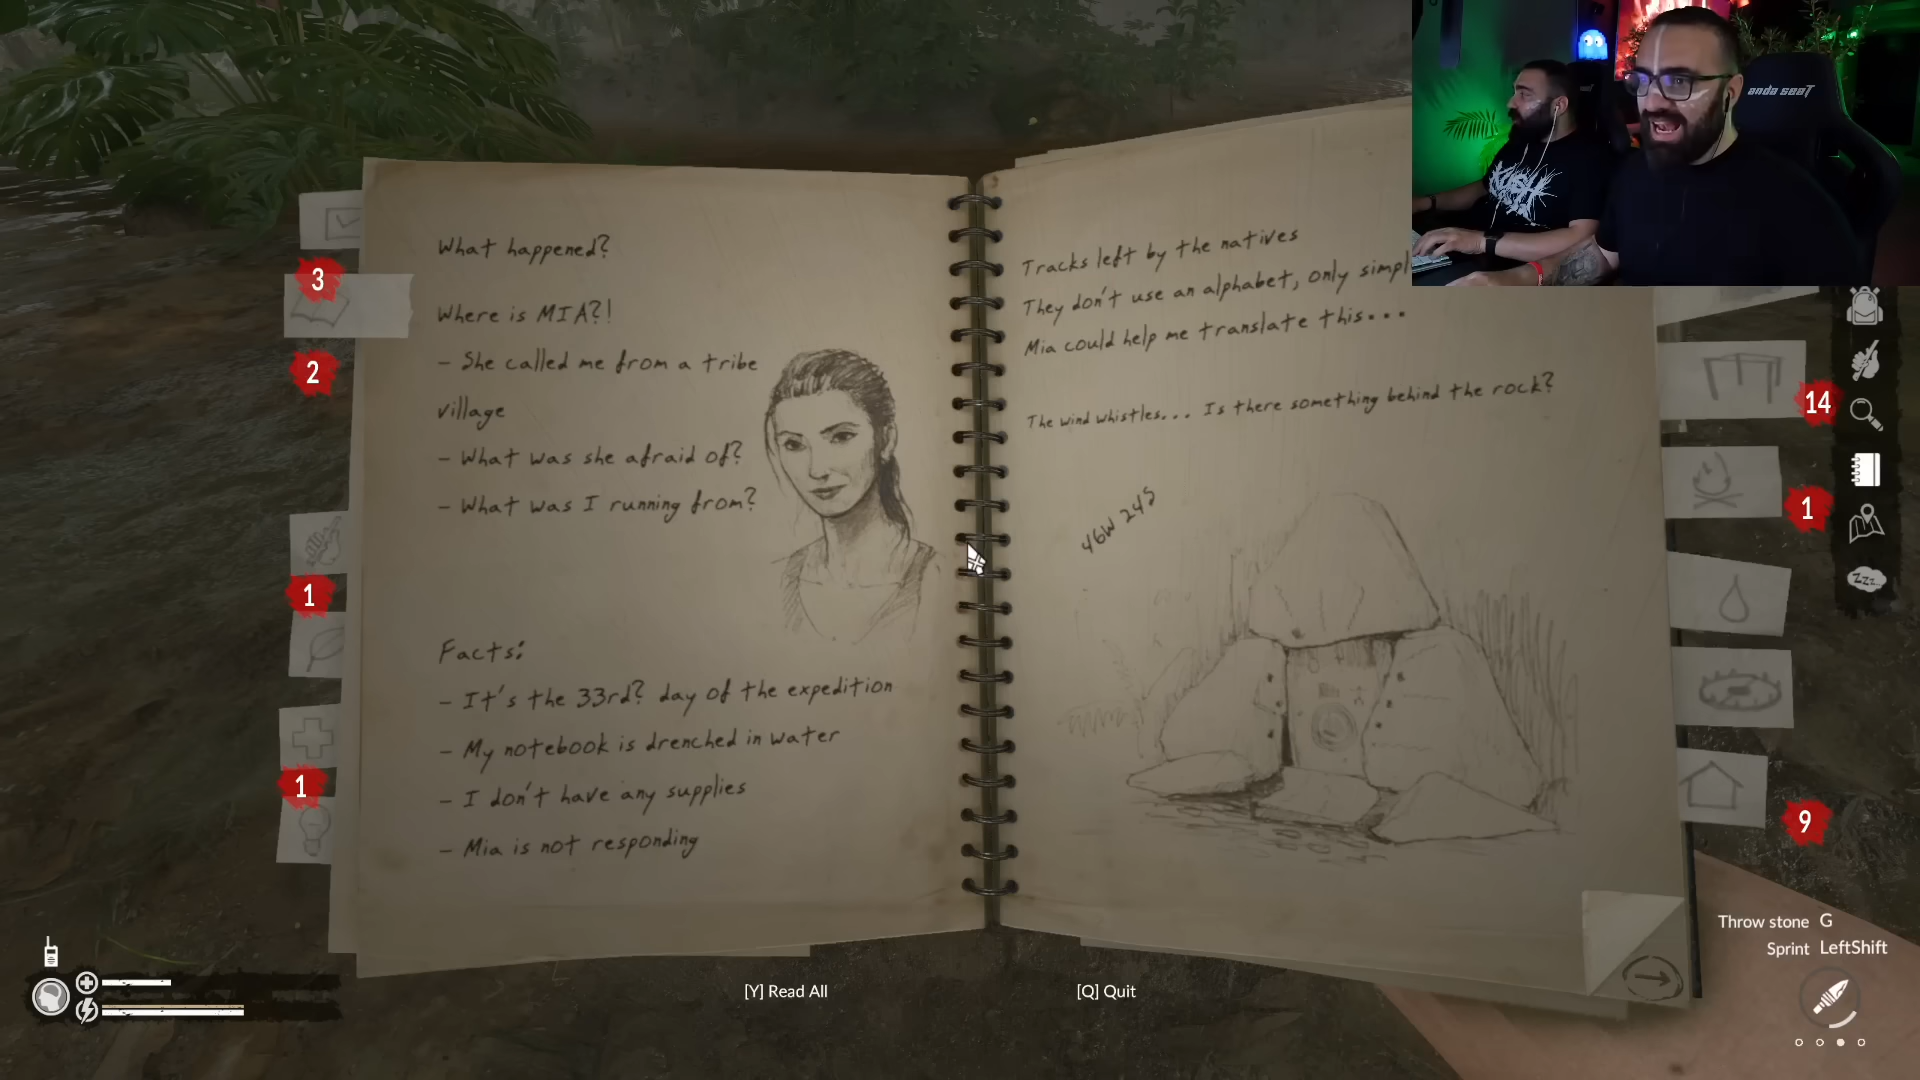 anda seaT
What happened?
Where is MIA?!
- She called me from a tribe
village
- What was she afraid of?
- What was I running from?
Facts:
- It's the 33rd? day of the expedition
- My notebook is drenched in water
- I don't have any supplies
- Mia is not responding
Tracks left by the natives
They don't use an alphabet, only simpl
Mia could help me translate this...
The wind whistles... Is there something behind the rock?
46W 24S
3
2
1
1
14
1
9
zzz
Throw stone G
Sprint LeftShift
[Y] Read All
[Q] Quit